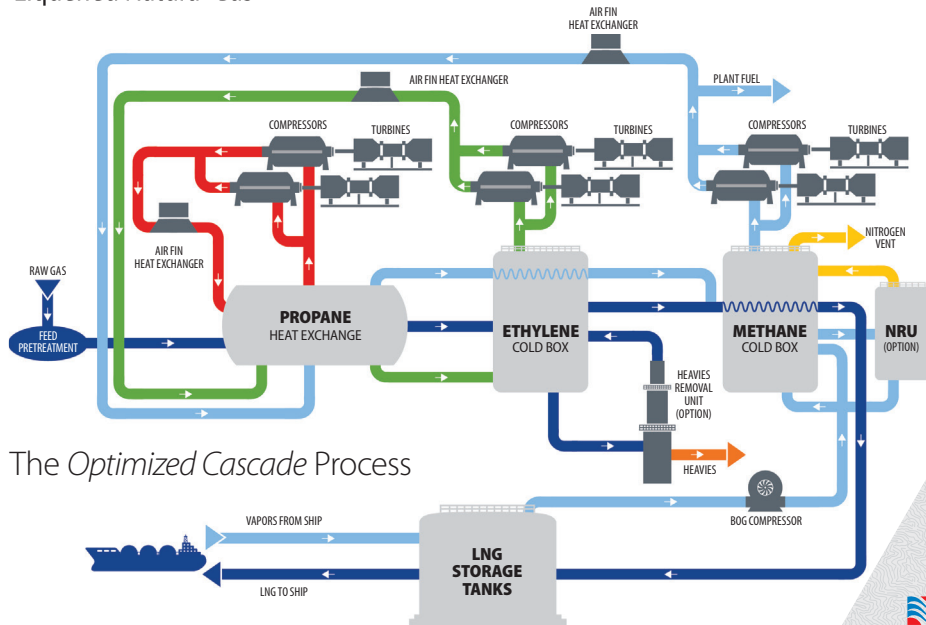 Liquefied Natural Gas
AIR FIN
HEAT EXCHANGER
AIR FIN HEAT EXCHANGER
PLANT FUEL
COMPRESSORS
TURBINES
COMPRESSORS
TURBINES
COMPRESSORS
TURBINES
AIR FIN
HEAT EXCHANGER
NITROGEN
VENT
RAW GAS
FEED
PRETREATMENT
PROPANE
HEAT EXCHANGE
ETHYLENE
COLD BOX
METHANE
COLD BOX
NRU
(OPTION)
HEAVIES
REMOVAL
UNIT
(OPTION)
HEAVIES
The Optimized Cascade Process
BOG COMPRESSOR
VAPORS FROM SHIP
LNG
STORAGE
TANKS
LNG TO SHIP